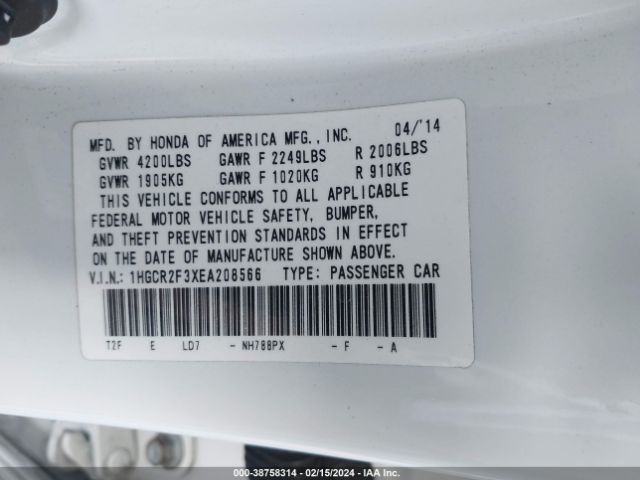 MFD. BY HONDA OF AMERICA MFG., INC. 04/'14
GVWR 4200LBS GAWR F 2249LBS R 2006LBS
GVWR 1905KG GAWR F 1020KG R 910KG
THIS VEHICLE CONFORMS TO ALL APPLICABLE
FEDERAL MOTOR VEHICLE SAFETY, BUMPER,
AND THEFT PREVENTION STANDARDS IN EFFECT
ON THE DATE OF MANUFACTURE SHOWN ABOVE.
V.I.N.: 1HGCR2F3XEA208566 TYPE: PASSENGER CAR
T2F E LD7 - NH788PX - F - A
000-38758314 - 02/15/2024 - IAA Inc.